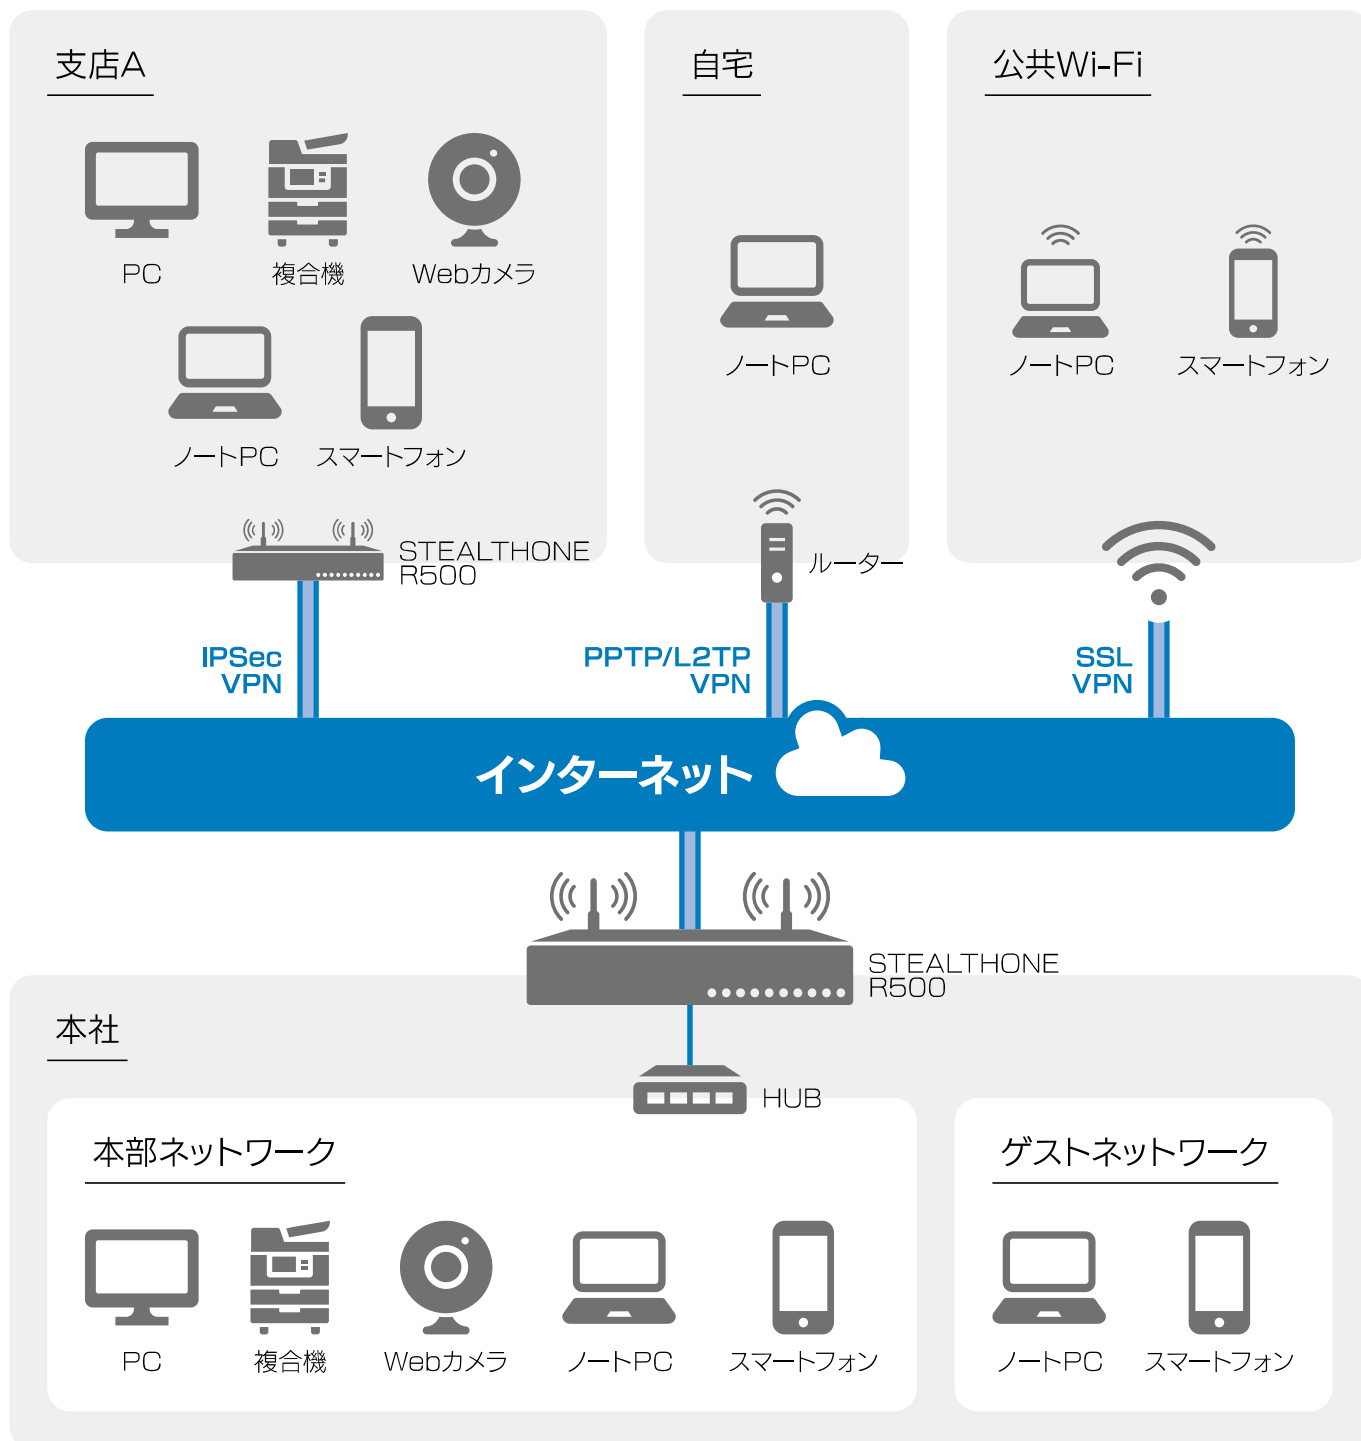 支店A
PC
複合機
Webカメラ
ノートPC
スマートフォン
STEALTHONE
R500
自宅
ノートPC
ルーター
公共Wi-Fi
ノートPC
スマートフォン
IPSec
VPN
PPTP/L2TP
VPN
SSL
VPN
インターネット
STEALTHONE
R500
本社
HUB
本部ネットワーク
PC
複合機
Webカメラ
ノートPC
スマートフォン
ゲストネットワーク
ノートPC
スマートフォン